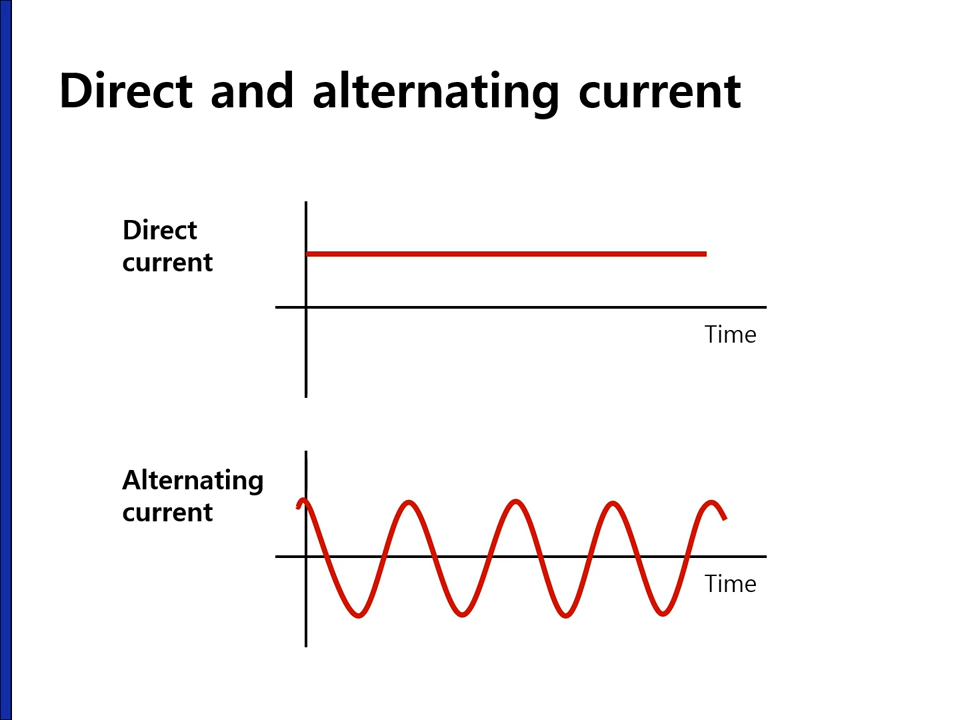 Direct and alternating current
Direct
current
Time
Alternating
current
Time